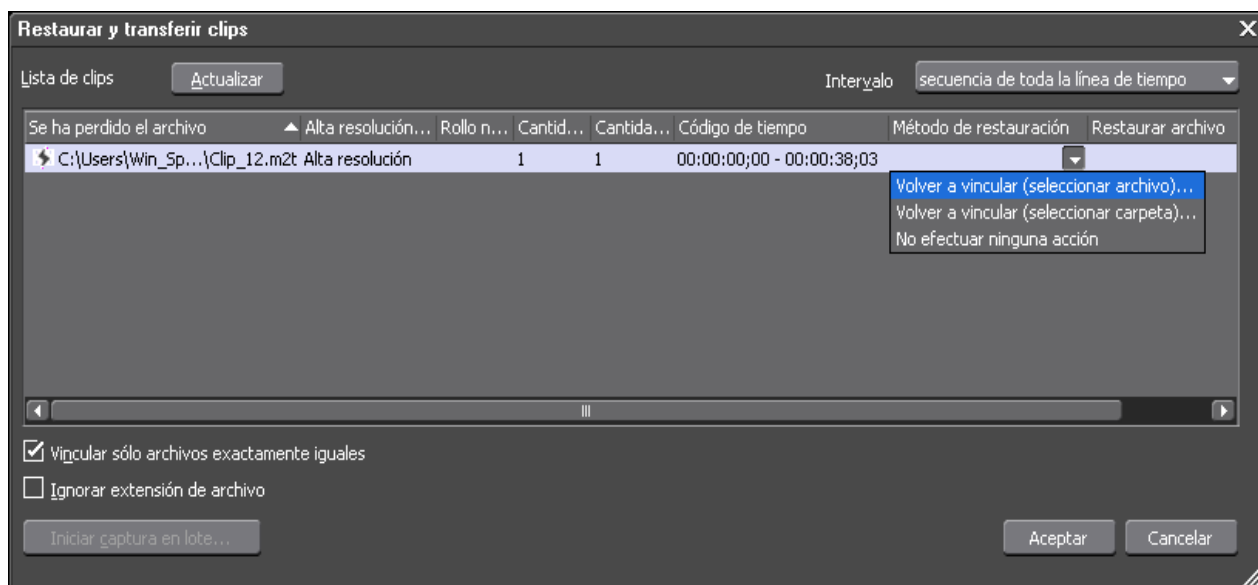 Restaurar y transferir clips
Lista de clips Actualizar Intervalo secuencia de toda la línea de tiempo
Se ha perdido el archivo Alta resolución... Rollo n... Cantid... Cantida... Código de tiempo Método de restauración Restaurar archivo
C:\Users\Win_Sp...\Clip_12.m2t Alta resolución 1 1 00:00:00;00 - 00:00:38;03
Volver a vincular (seleccionar archivo)...
Volver a vincular (seleccionar carpeta)...
No efectuar ninguna acción
Vincular sólo archivos exactamente iguales
Ignorar extensión de archivo
Iniciar captura en lote... Aceptar Cancelar